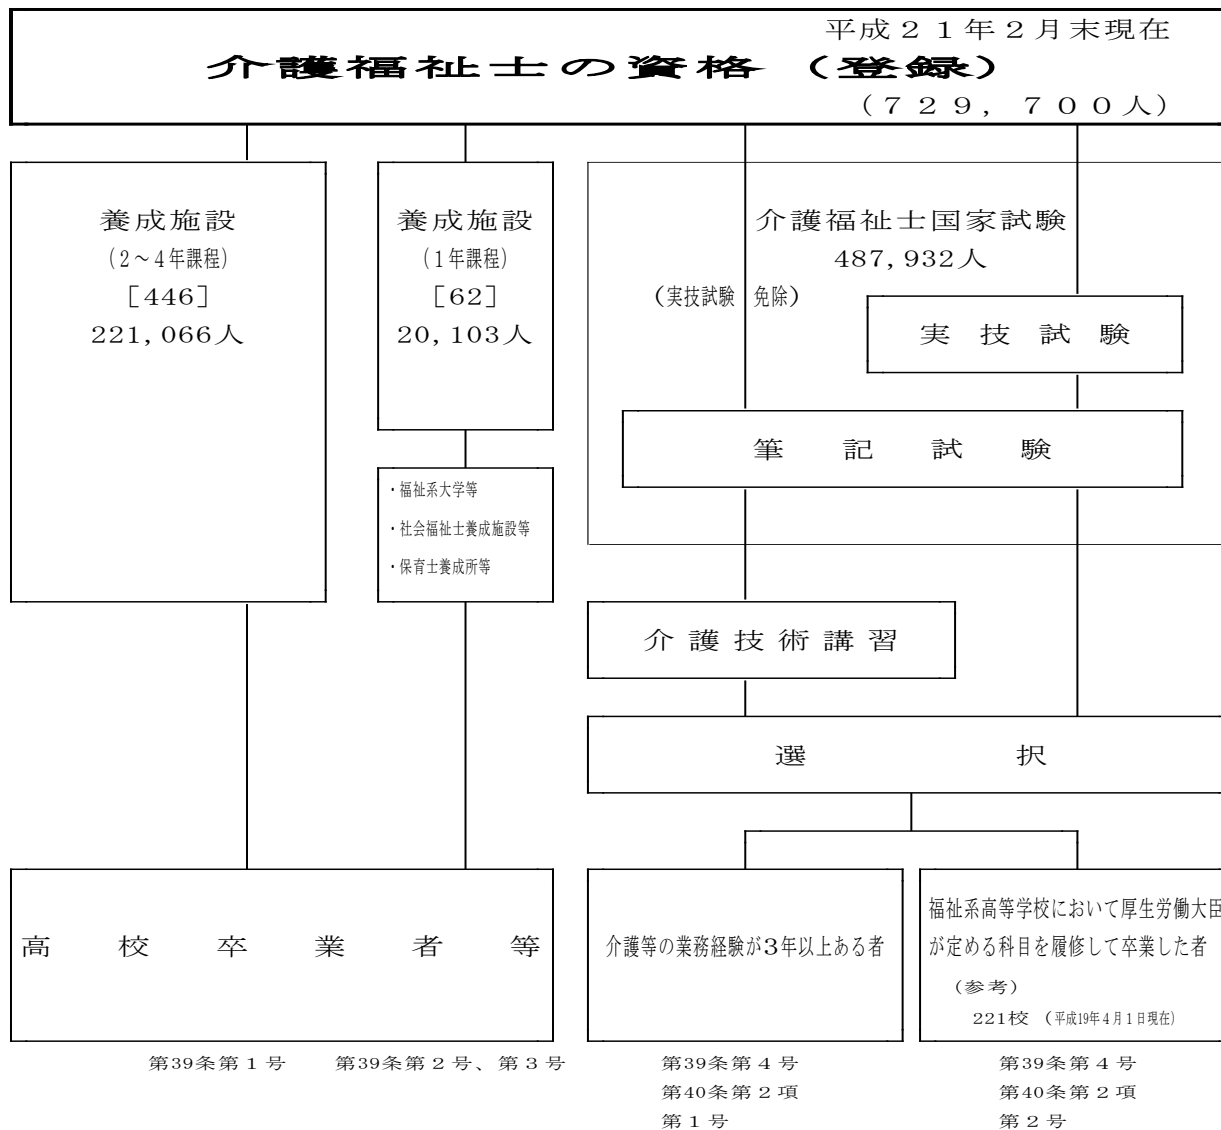 平成２１年２月末現在
介護福祉士の資格（登録）
（７２９，７００人）
養成施設
（２～４年課程）
［446］
221,066人
養成施設
（１年課程）
［62］
20,103人
・福祉系大学等
・社会福祉士養成施設等
・保育士養成所等
介護福祉士国家試験
487,932人
（実技試験　免除）
実　技　試　験
筆　記　試　験
介護技術講習
選　択
高　校　卒　業　者　等
介護等の業務経験が３年以上ある者
福祉系高等学校において厚生労働大臣
が定める科目を履修して卒業した者
（参考）
221校（平成19年４月１日現在）
第39条第１号
第39条第２号、第３号
第39条第４号
第40条第２項
第１号
第39条第４号
第40条第２項
第２号